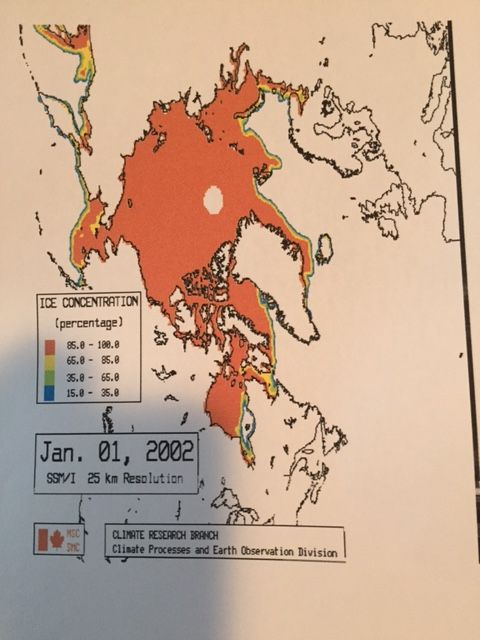 ICE CONCENTRATION
(percentage)
85.0 - 100.0
65.0 - 85.0
35.0 - 65.0
15.0 - 35.0
Jan. 01, 2002
SSM/I 25 km Resolution
MSC
SMC
CLIMATE RESEARCH BRANCH
Climate Processes and Earth Observation Division